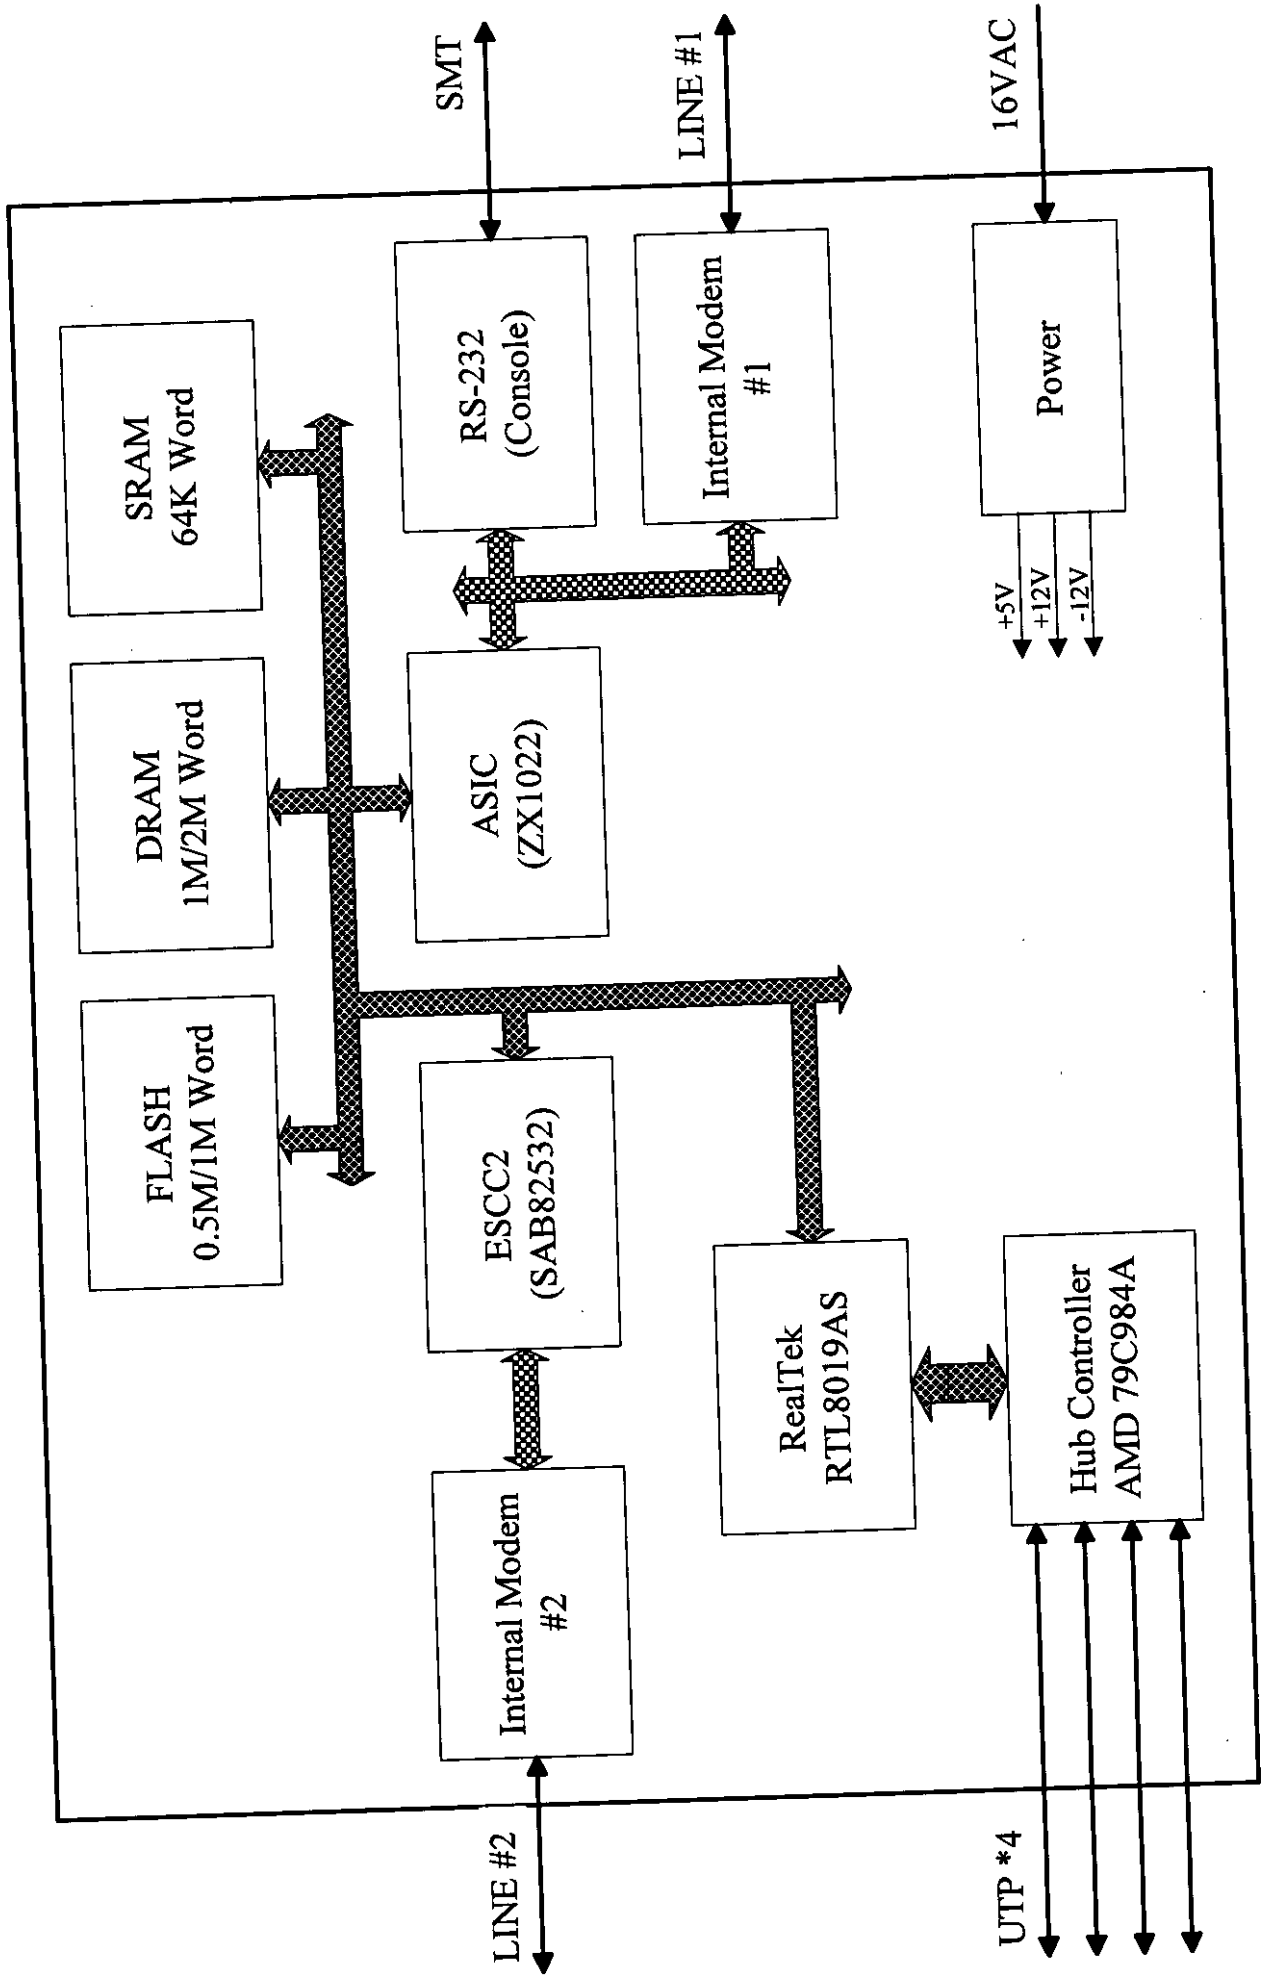 FLASH
0.5M/1M Word
DRAM
1M/2M Word
SRAM
64K Word
LINE #2
Internal Modem
#2
ESCC2
(SAB82532)
ASIC
(ZX1022)
RS-232
(Console)
SMT
Internal Modem
#1
LINE #1
RealTek
RTL8019AS
UTP *4
Hub Controller
AMD 79C984A
+5V
+12V
-12V
Power
16VAC